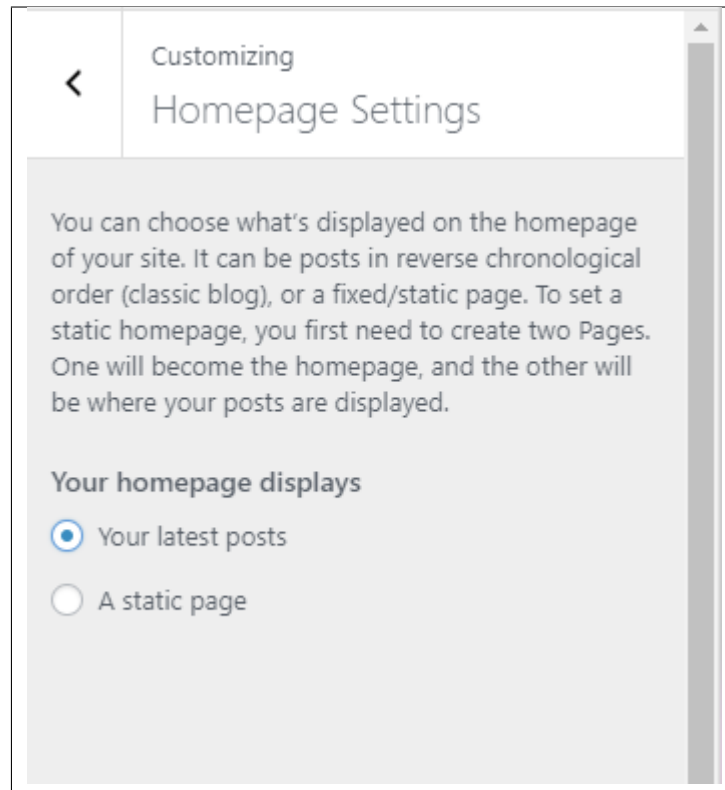 Customizing
Homepage Settings
You can choose what's displayed on the homepage
of your site. It can be posts in reverse chronological
order (classic blog), or a fixed/static page. To set a
static homepage, you first need to create two Pages.
One will become the homepage, and the other will
be where your posts are displayed.
Your homepage displays
Your latest posts
A static page